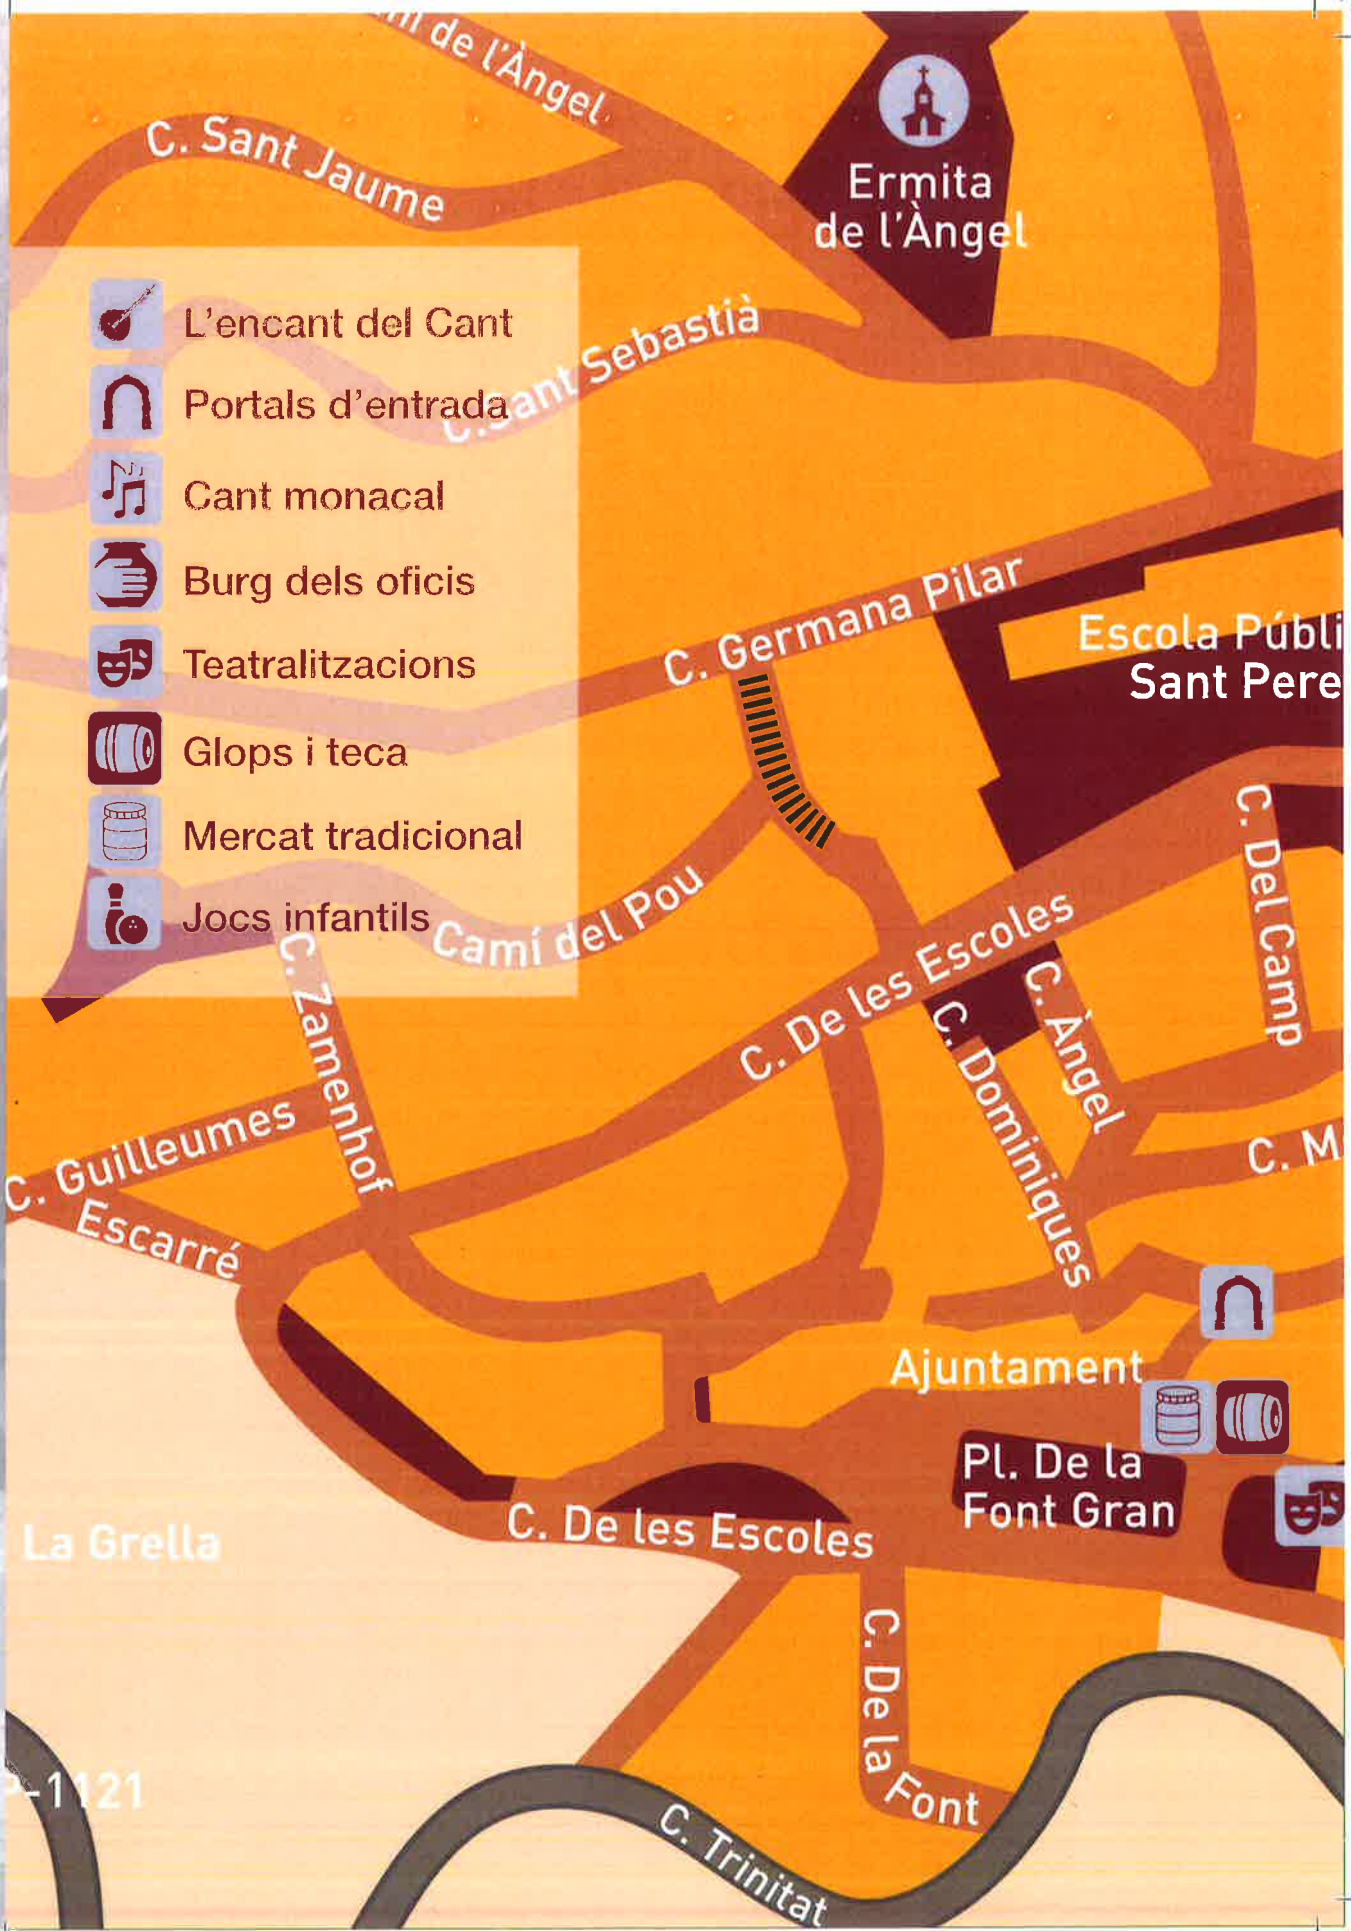 de l'Àngel
C. Sant Jaume
Ermita
de l'Àngel
L'encant del Cant
Portals d'entrada
Cant monacal
Burg dels oficis
Teatralitzacions
Glops i teca
Mercat tradicional
Jocs infantils
C. Sant Sebastià
C. Germana Pilar
Escola Públi
Sant Pere
C. Del Camp
Camí del Pou
C. De les Escoles
C. Àngel
C. Dominiques
C. Zamenhof
C. Guilleumes
Escarré
C. M
Ajuntament
Pl. De la
Font Gran
C. De les Escoles
La Grella
C. De la Font
-1121
C. Trinitat